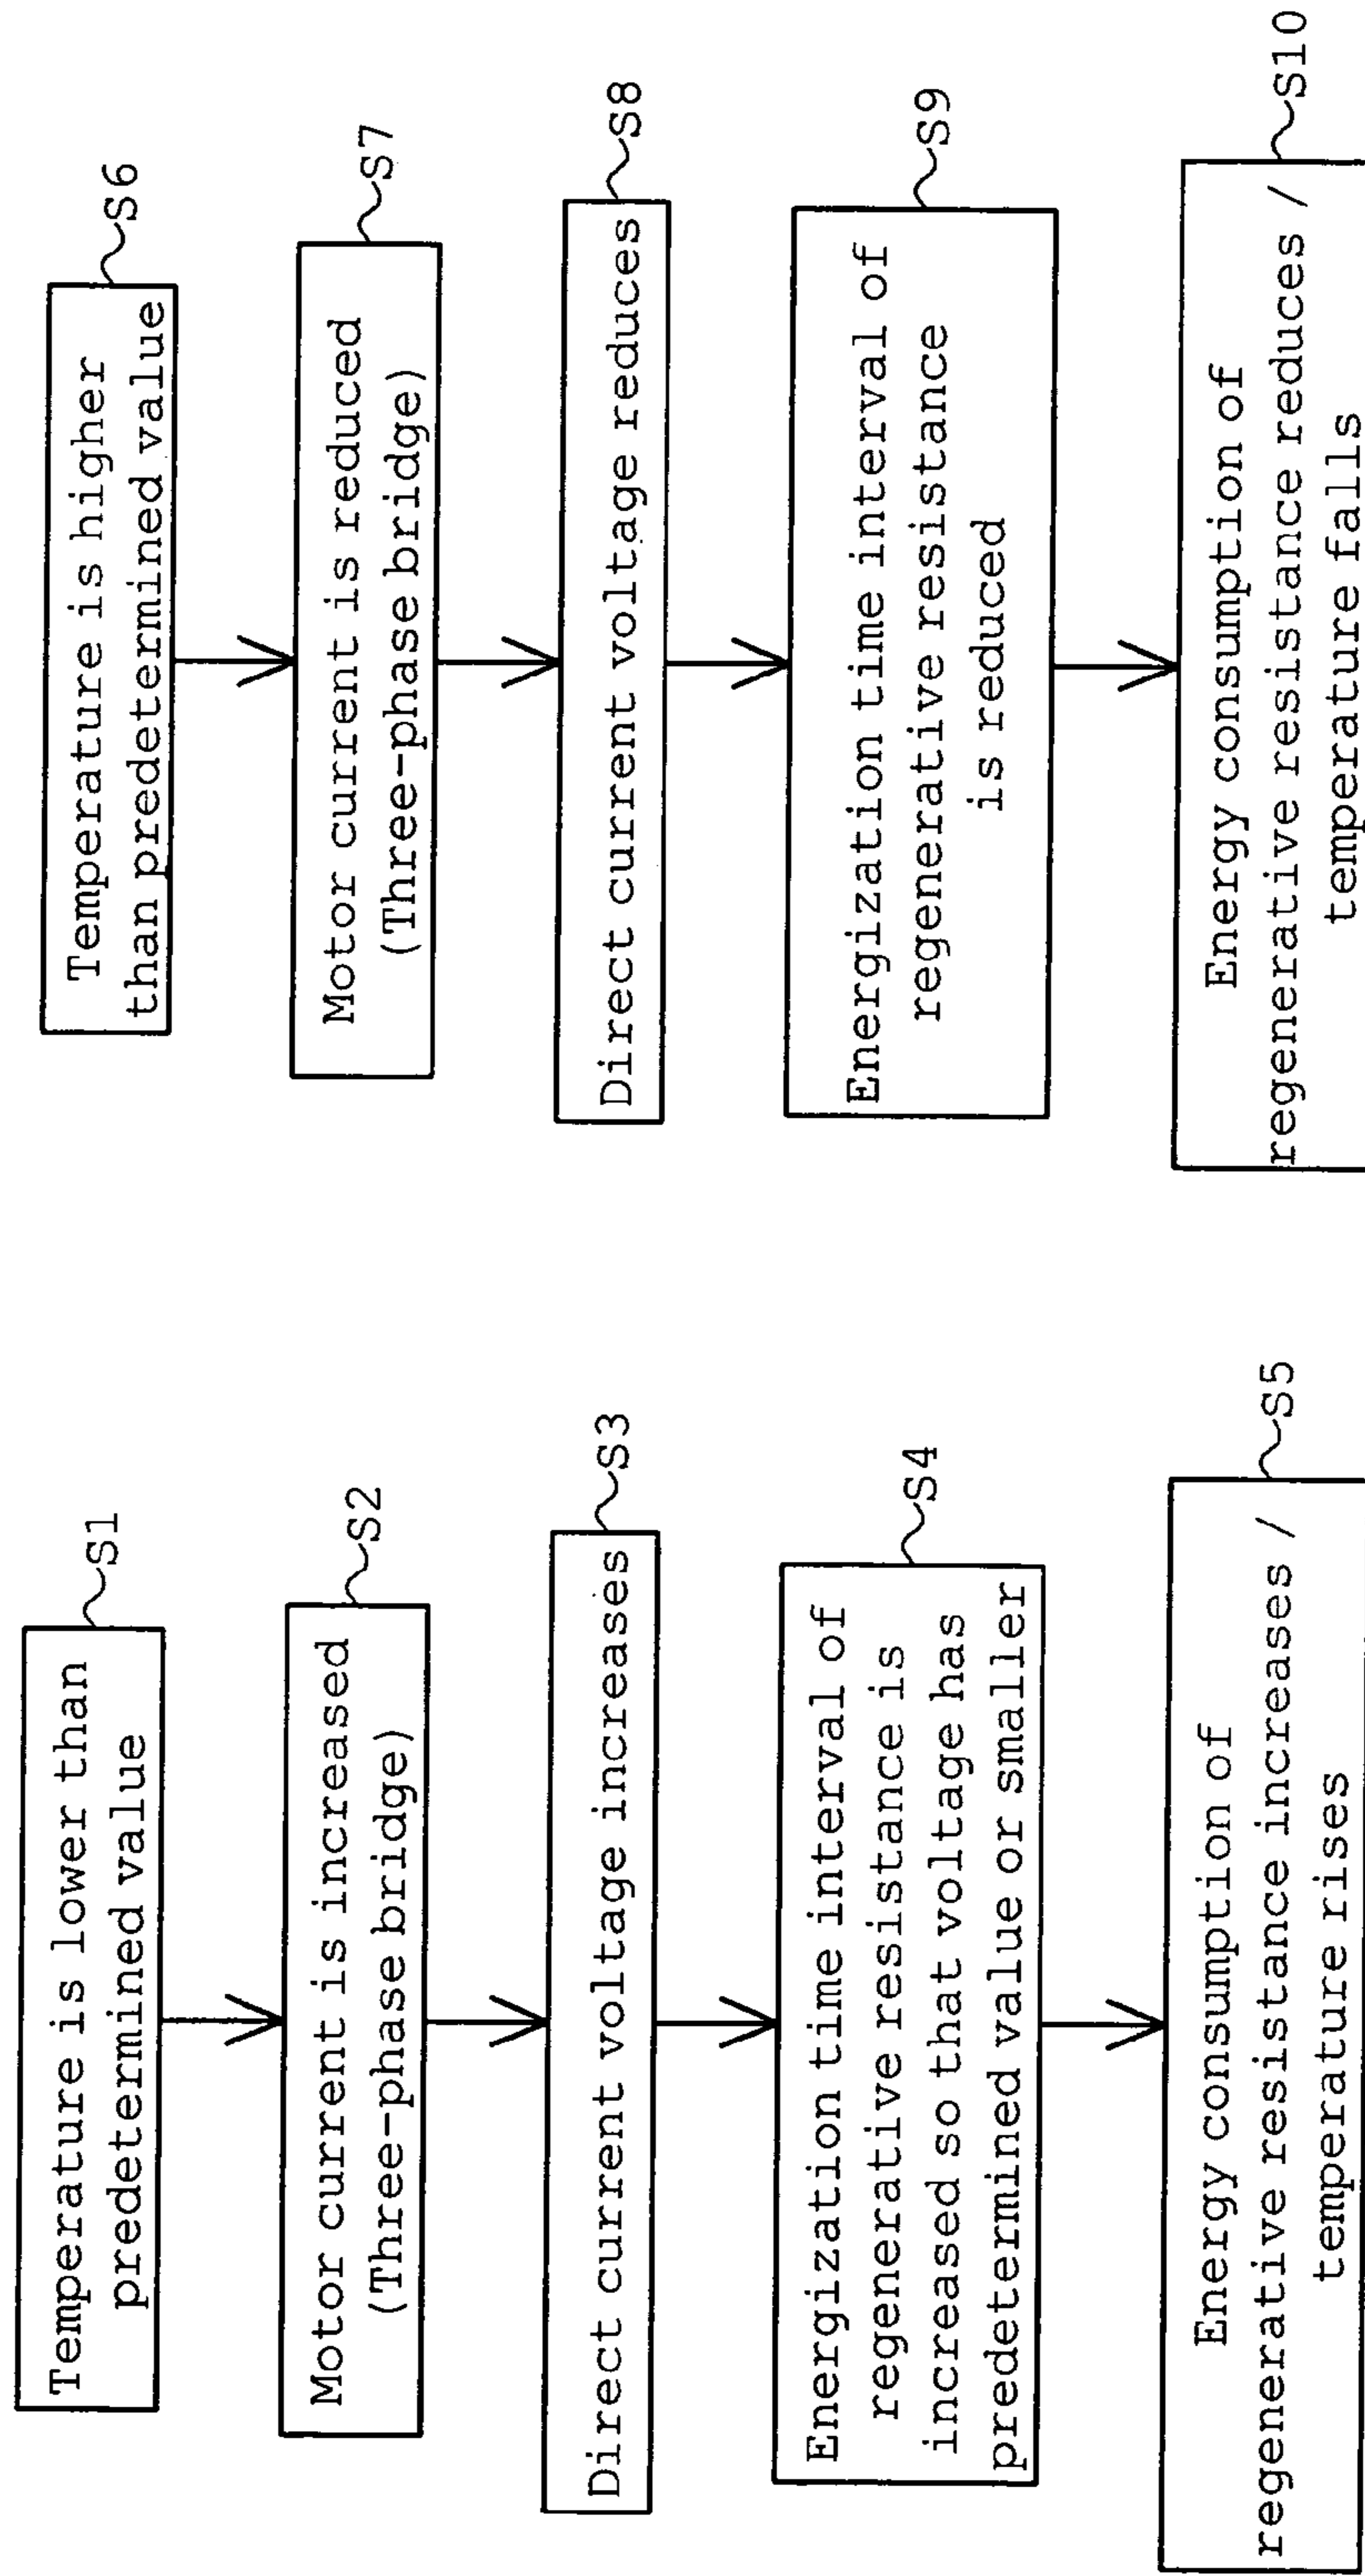 Temperature is lower than
predetermined value
S1
Motor current is increased
(Three-phase bridge)
S2
Direct current voltage increases
S3
Energization time interval of
regenerative resistance is
increased so that voltage has
predetermined value or smaller
S4
Energy consumption of
regenerative resistance increases /
temperature rises
S5
Temperature is higher
than predetermined value
S6
Motor current is reduced
(Three-phase bridge)
S7
Direct current voltage reduces
S8
Energization time interval of
regenerative resistance
is reduced
S9
Energy consumption of
regenerative resistance reduces /
temperature falls
S10